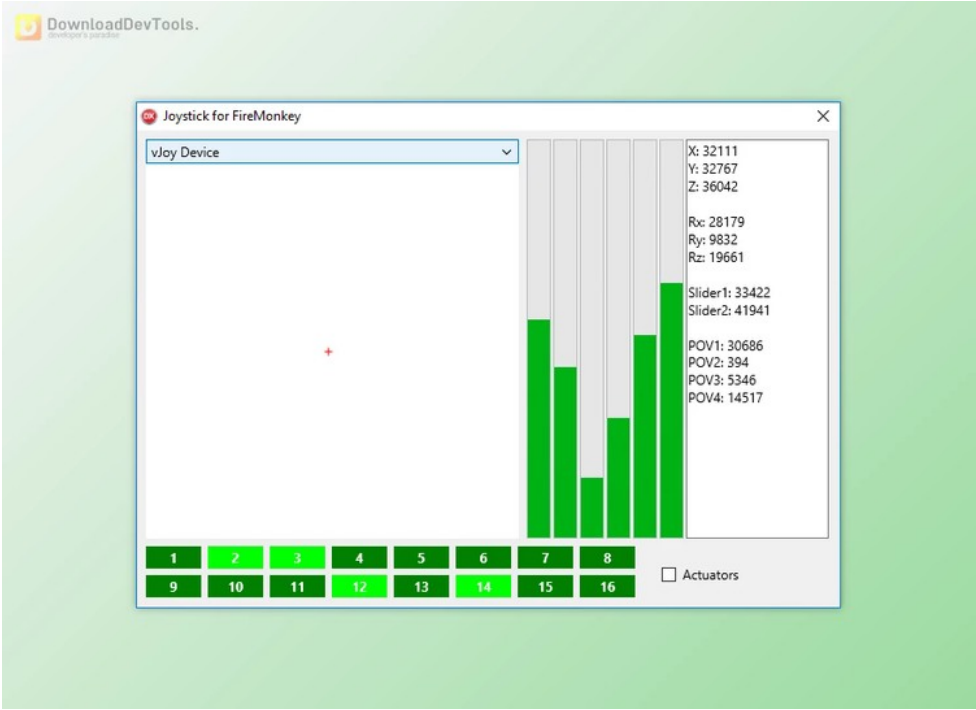 DownloadDevTools.
developer's paradise
Joystick for FireMonkey
vJoy Device
X: 32111
Y: 32767
Z: 36042
Rx: 28179
Ry: 9832
Rz: 19661
Slider1: 33422
Slider2: 41941
POV1: 30686
POV2: 394
POV3: 5346
POV4: 14517
1 2 3 4 5 6 7 8
9 10 11 12 13 14 15 16
Actuators